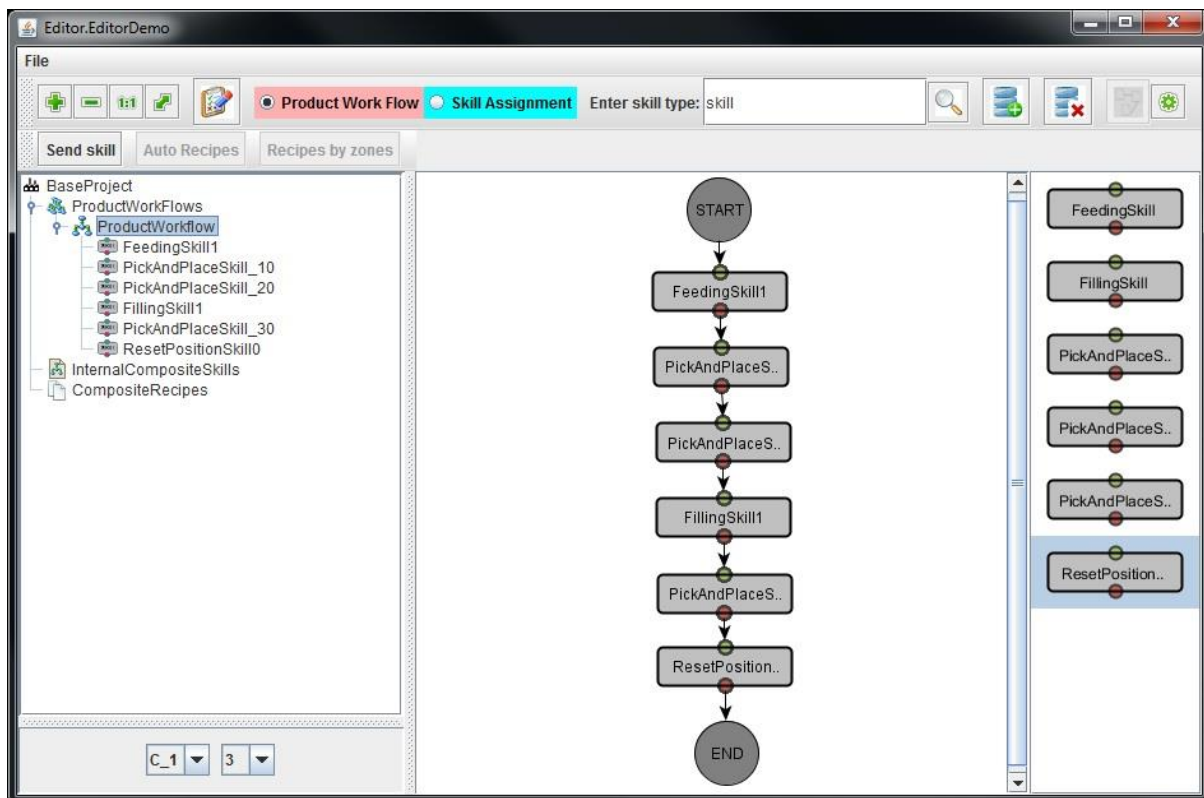 Editor.EditorDemo
File
1:1 Product Work Flow Skill Assignment Enter skill type: skill
Send skill Auto Recipes Recipes by zones
BaseProject
ProductWorkFlows
ProductWorkflow
FeedingSkill1
PickAndPlaceSkill_10
PickAndPlaceSkill_20
FillingSkill1
PickAndPlaceSkill_30
ResetPositionSkill0
InternalCompositeSkills
CompositeRecipes
C_1 3
START
FeedingSkill1
PickAndPlaceS..
PickAndPlaceS..
FillingSkill1
PickAndPlaceS..
ResetPosition..
END
FeedingSkill
FillingSkill
PickAndPlaceS..
PickAndPlaceS..
PickAndPlaceS..
ResetPosition..